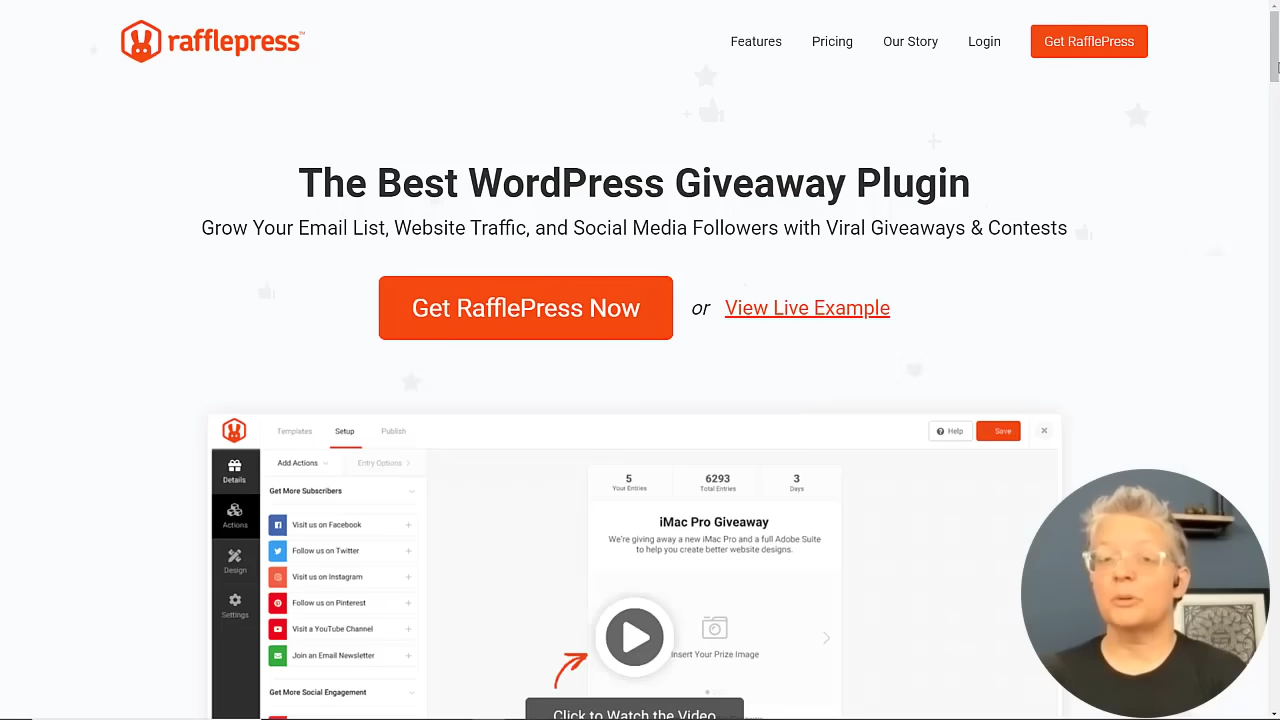 rafflepress™
Features Pricing Our Story Login Get RafflePress
The Best WordPress Giveaway Plugin
Grow Your Email List, Website Traffic, and Social Media Followers with Viral Giveaways & Contests
Get RafflePress Now or View Live Example
Templates Setup Publish Help Save
Add Actions Entry Options
Details
Actions
Design
Settings
Get More Subscribers
Visit us on Facebook
Follow us on Twitter
Visit us on Instagram
Follow us on Pinterest
Visit a YouTube Channel
Join an Email Newsletter
Get More Social Engagement
5 6293 3
Your Entries Total Entries Days
iMac Pro Giveaway
We're giving away a new iMac Pro and a full Adobe Suite
to help you create better website designs.
Insert Your Prize Image
Click to Watch the Video